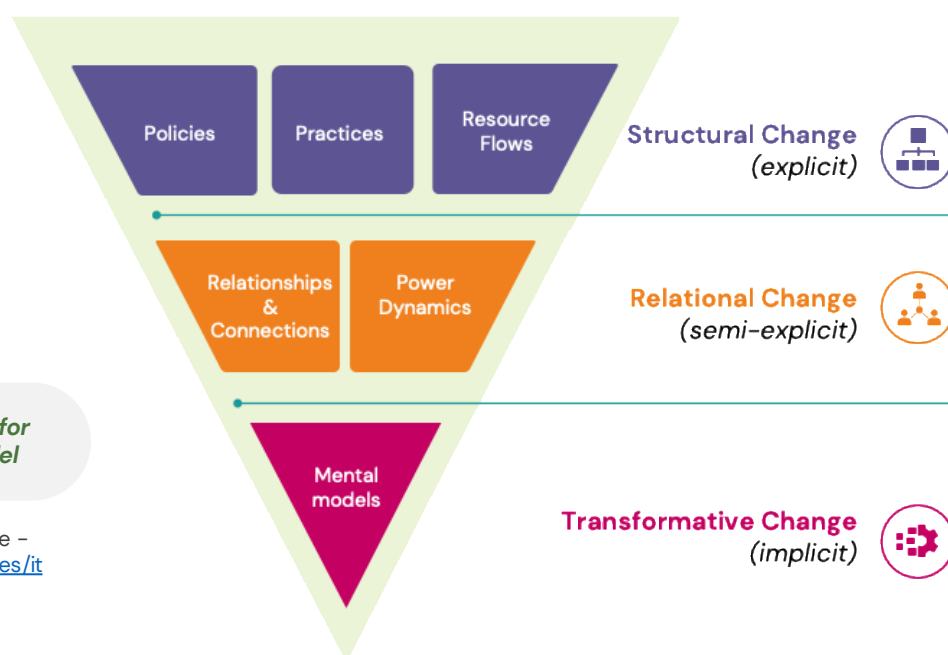 Policies
Practices
Resource
Flows
Structural Change
(explicit)
Relationships
&
Connections
Power
Dynamics
Relational Change
(semi-explicit)
for
Mental
models
Transformative Change
(implicit)
e -
es/it